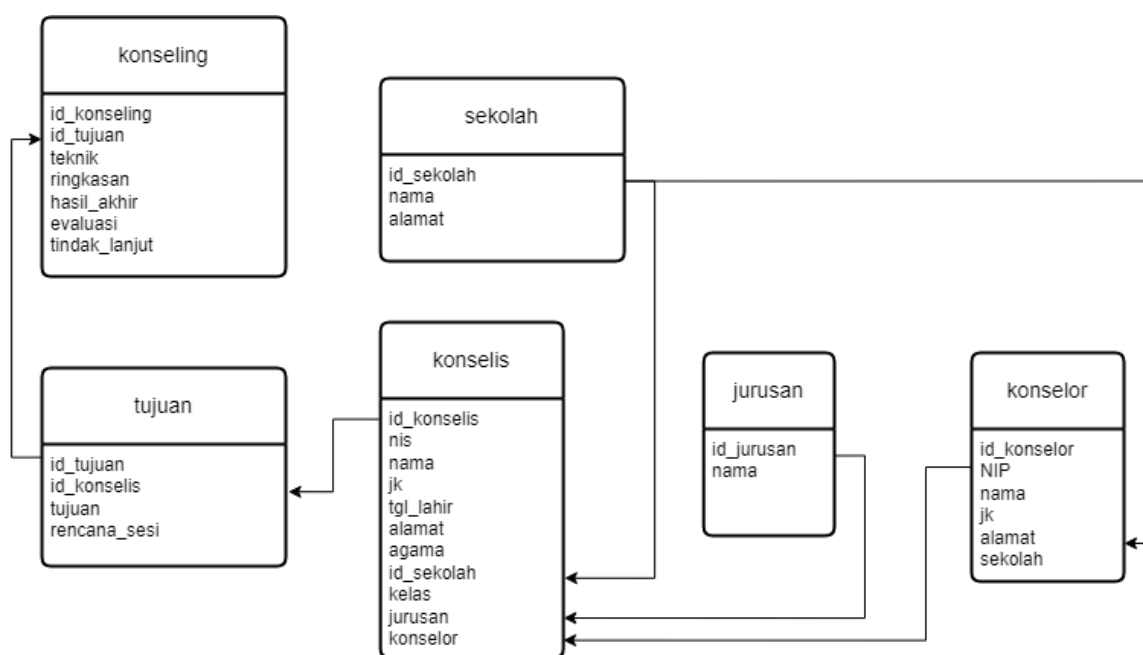 konseling
id_konseling
id_tujuan
teknik
ringkasan
hasil_akhir
evaluasi
tindak_lanjut
sekolah
id_sekolah
nama
alamat
tujuan
id_tujuan
id_konselis
tujuan
rencana_sesi
konselis
id_konselis
nis
nama
jk
tgl_lahir
alamat
agama
id_sekolah
kelas
jurusan
konselor
jurusan
id_jurusan
nama
konselor
id_konselor
NIP
nama
jk
alamat
sekolah